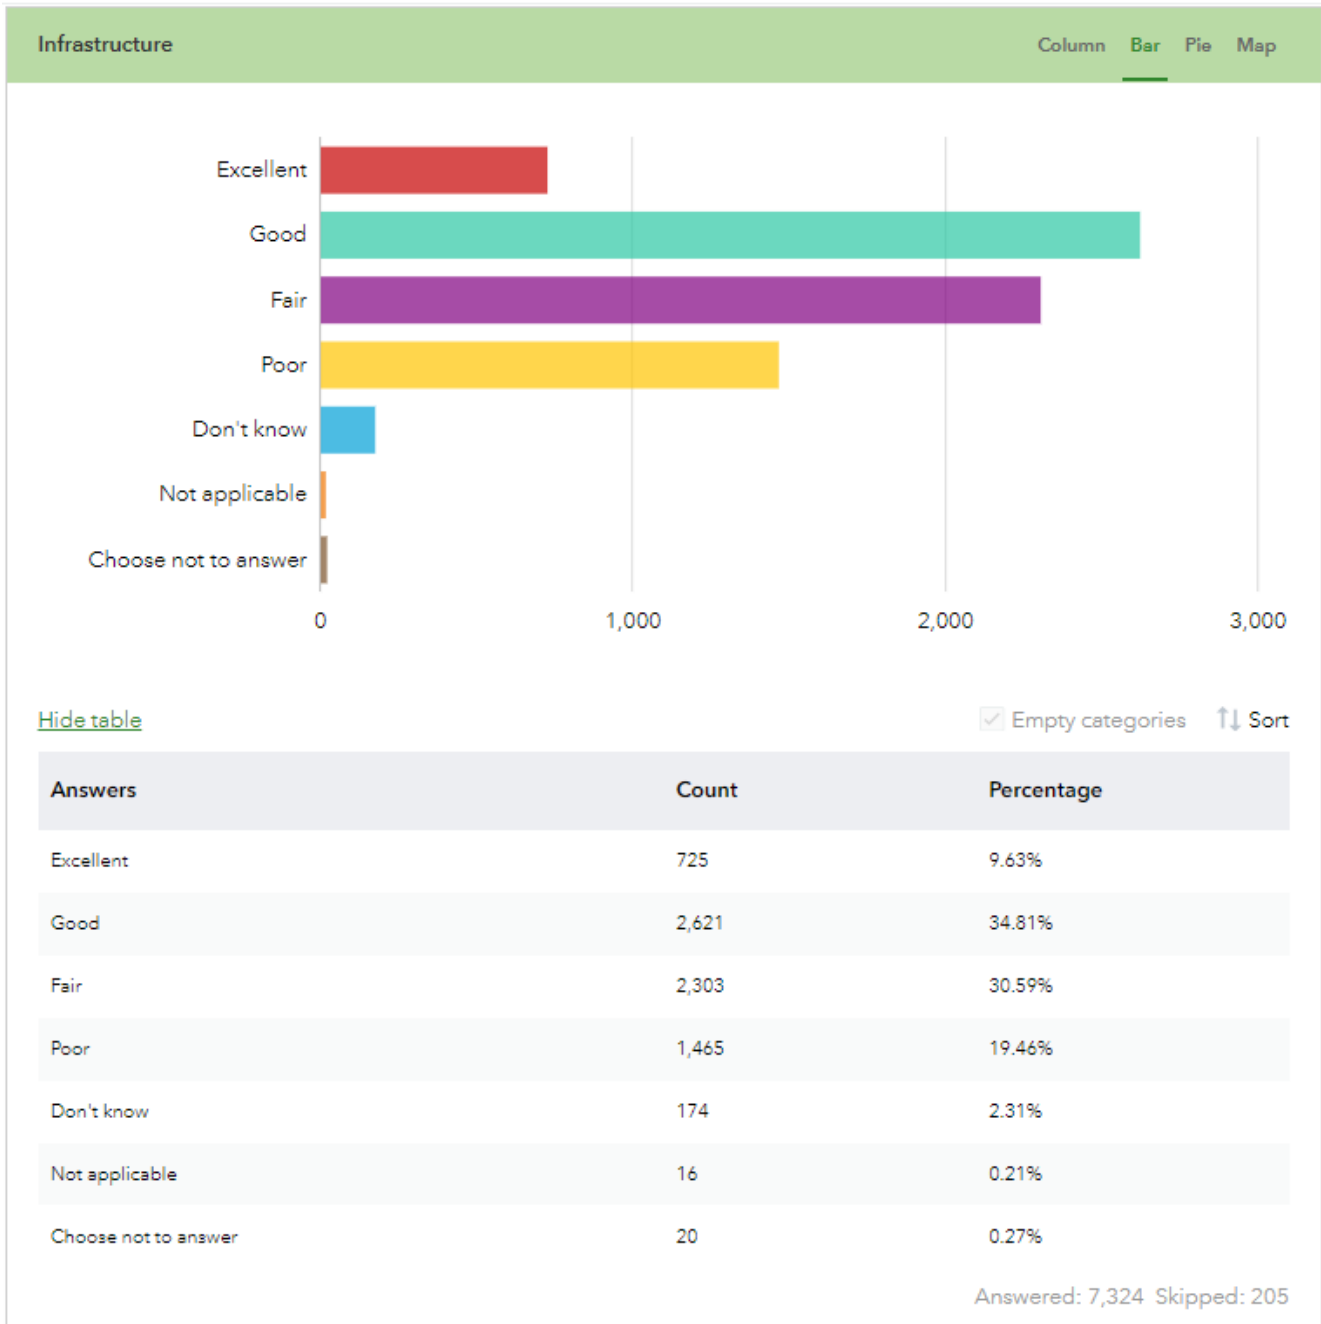 Infrastructure Column Bar Pie Map
Excellent
Good
Fair
Poor
Don't know
Not applicable
Choose not to answer
0 1,000 2,000 3,000
Hide table Empty categories Sort
Answers Count Percentage
Excellent 725 9.63%
Good 2,621 34.81%
Fair 2,303 30.59%
Poor 1,465 19.46%
Don't know 174 2.31%
Not applicable 16 0.21%
Choose not to answer 20 0.27%
Answered: 7,324 Skipped: 205